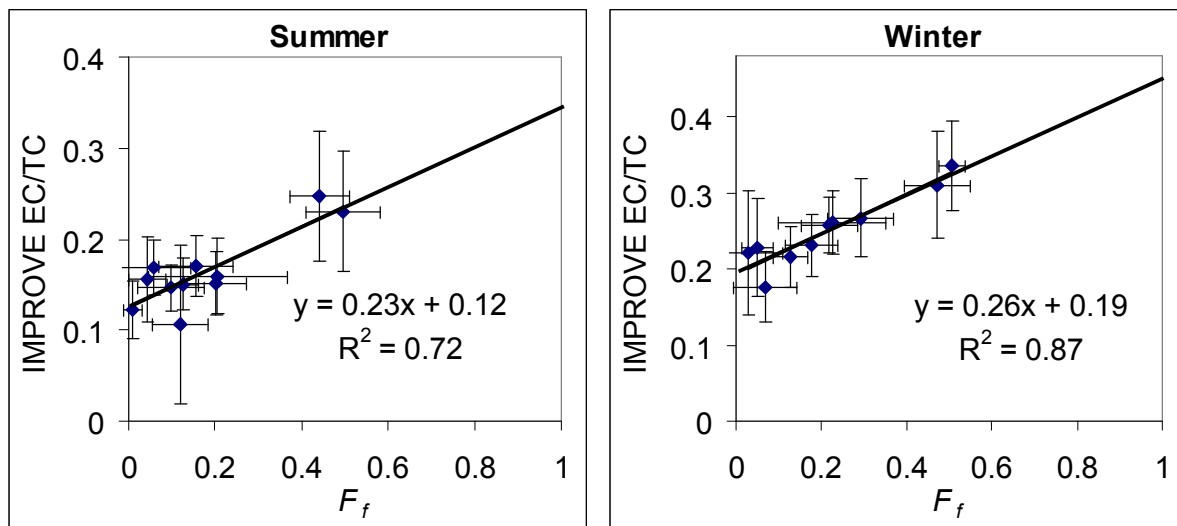 Summer
IMPROVE EC/TC
0.4
0.3
0.2
0.1
0
y = 0.23x + 0.12
R² = 0.72
0 0.2 0.4 0.6 0.8 1
F_f
Winter
IMPROVE EC/TC
0.4
0.3
0.2
0.1
0
y = 0.26x + 0.19
R² = 0.87
0 0.2 0.4 0.6 0.8 1
F_f